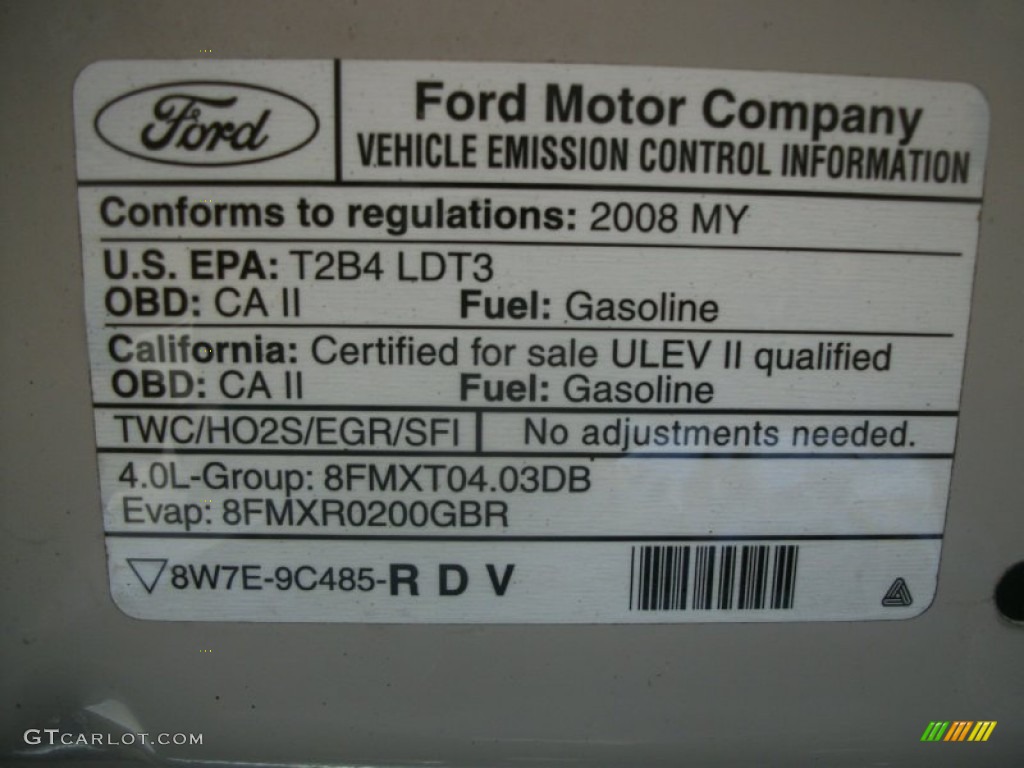 Ford
Ford Motor Company
VEHICLE EMISSION CONTROL INFORMATION
Conforms to regulations: 2008 MY
U.S. EPA: T2B4 LDT3
OBD: CA II Fuel: Gasoline
California: Certified for sale ULEV II qualified
OBD: CA II Fuel: Gasoline
TWC/HO2S/EGR/SFI No adjustments needed.
4.0L-Group: 8FMXT04.03DB
Evap: 8FMXR0200GBR
8W7E-9C485-R D V
GTCARLOT.COM